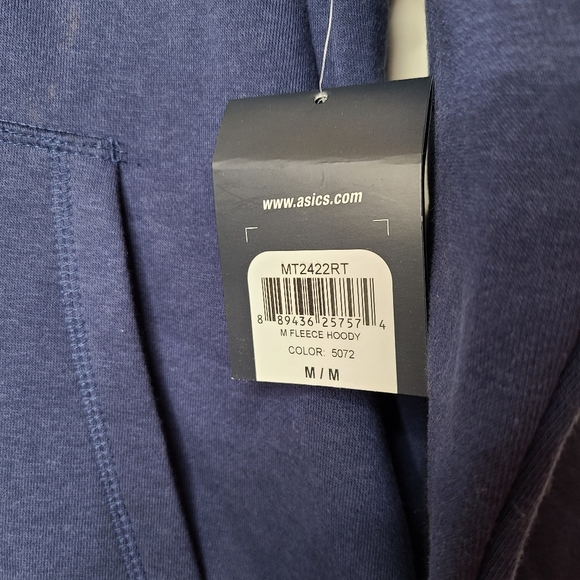 www.asics.com
MT2422RT
8 89436 25757 4
M FLEECE HOODY
COLOR: 5072
M / M